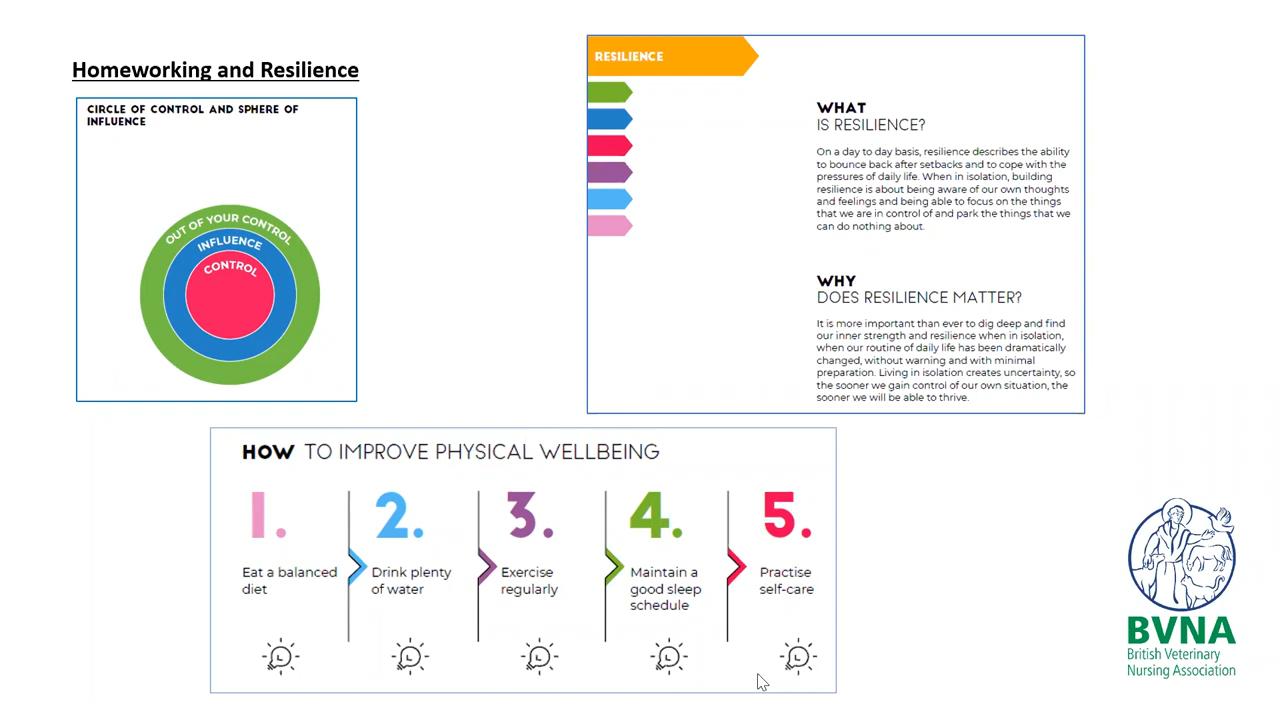 Homeworking and Resilience
CIRCLE OF CONTROL AND SPHERE OF
INFLUENCE
OUT OF YOUR CONTROL
INFLUENCE
CONTROL
RESILIENCE
WHAT
IS RESILIENCE?
On a day to day basis, resilience describes the ability
to bounce back after setbacks and to cope with the
pressures of daily life. When in isolation, building
resilience is about being aware of our own thoughts
and feelings and being able to focus on the things
that we are in control of and park the things that we
can do nothing about.
WHY
DOES RESILIENCE MATTER?
It is more important than ever to dig deep and find
our inner strength and resilience when in isolation,
when our routine of daily life has been dramatically
changed, without warning and with minimal
preparation. Living in isolation creates uncertainty, so
the sooner we gain control of our own situation, the
sooner we will be able to thrive.
HOW TO IMPROVE PHYSICAL WELLBEING
1.
Eat a balanced
diet
2.
Drink plenty
of water
3.
Exercise
regularly
4.
Maintain a
good sleep
schedule
5.
Practise
self-care
BVNA
British Veterinary
Nursing Association